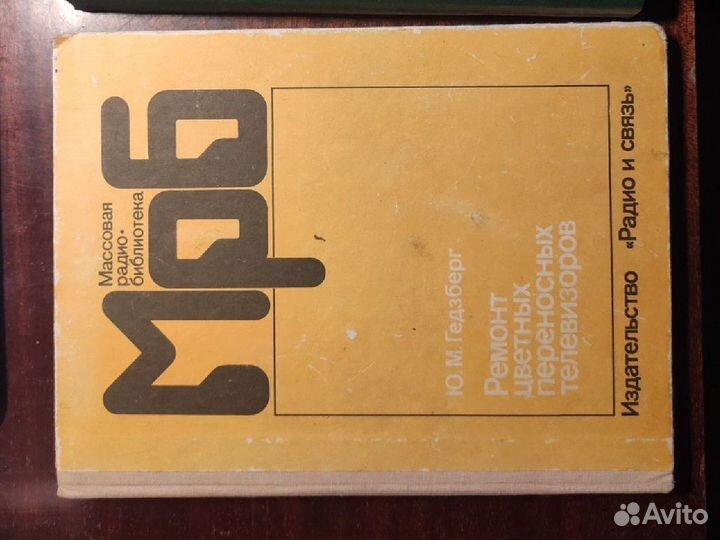 Массовая
радио-
библиотека
Мрб
Ю. М. Гедзберг
Ремонт
цветных
переносных
телевизоров
Издательство «Радио и связь»
Avito